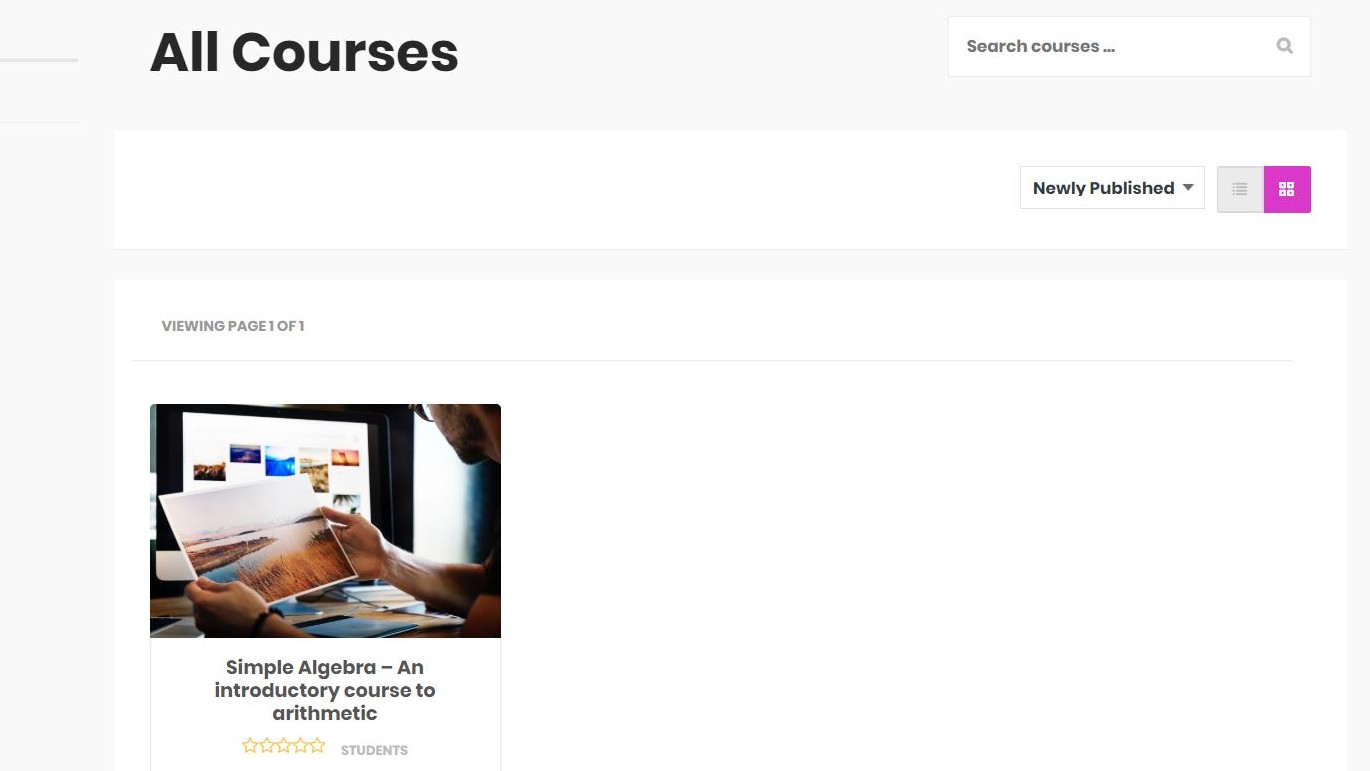 All Courses
Search courses ...
Newly Published
VIEWING PAGE 1 OF 1
Simple Algebra – An
introductory course to
arithmetic
STUDENTS